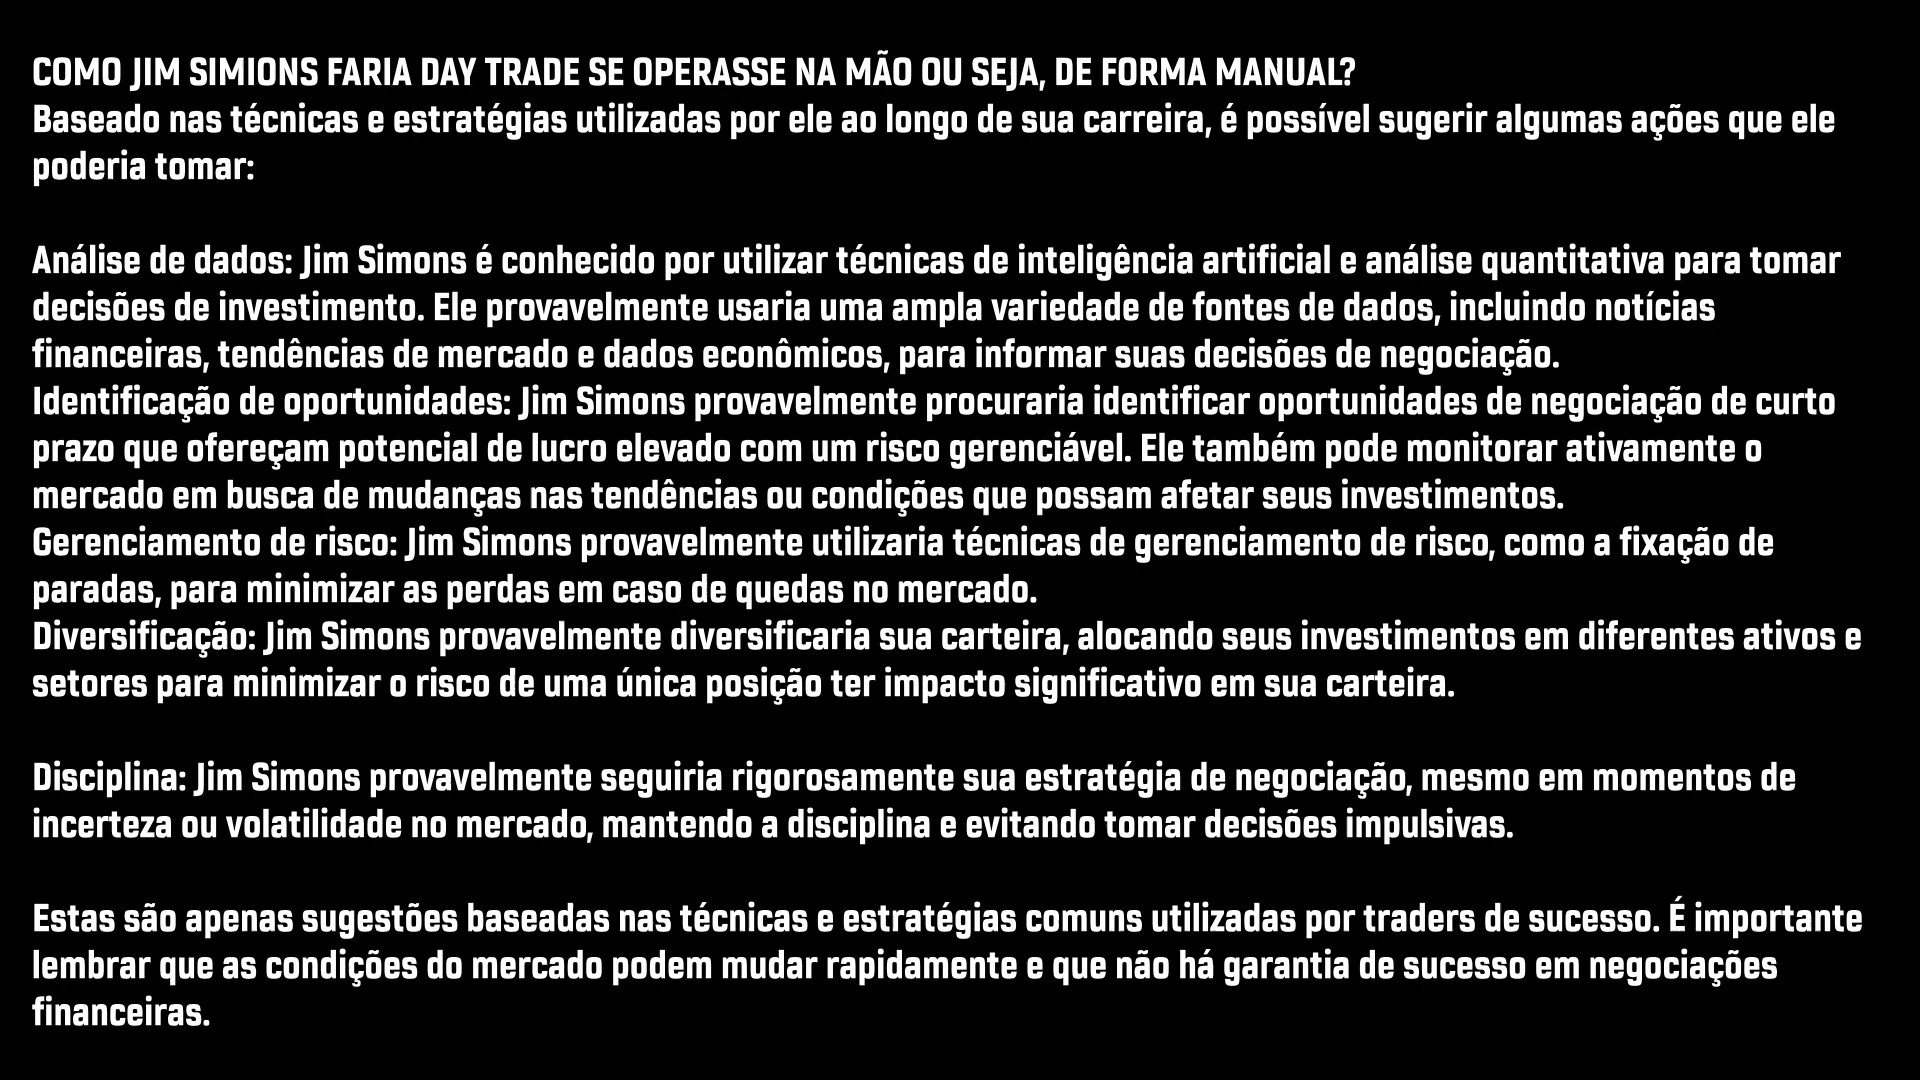 COMO JIM SIMIONS FARIA DAY TRADE SE OPERASSE NA MÃO OU SEJA, DE FORMA MANUAL?
Baseado nas técnicas e estratégias utilizadas por ele ao longo de sua carreira, é possível sugerir algumas ações que ele
poderia tomar:
Análise de dados: Jim Simons é conhecido por utilizar técnicas de inteligência artificial e análise quantitativa para tomar
decisões de investimento. Ele provavelmente usaria uma ampla variedade de fontes de dados, incluindo notícias
financeiras, tendências de mercado e dados econômicos, para informar suas decisões de negociação.
Identificação de oportunidades: Jim Simons provavelmente procuraria identificar oportunidades de negociação de curto
prazo que ofereçam potencial de lucro elevado com um risco gerenciável. Ele também pode monitorar ativamente o
mercado em busca de mudanças nas tendências ou condições que possam afetar seus investimentos.
Gerenciamento de risco: Jim Simons provavelmente utilizaria técnicas de gerenciamento de risco, como a fixação de
paradas, para minimizar as perdas em caso de quedas no mercado.
Diversificação: Jim Simons provavelmente diversificaria sua carteira, alocando seus investimentos em diferentes ativos e
setores para minimizar o risco de uma única posição ter impacto significativo em sua carteira.
Disciplina: Jim Simons provavelmente seguiria rigorosamente sua estratégia de negociação, mesmo em momentos de
incerteza ou volatilidade no mercado, mantendo a disciplina e evitando tomar decisões impulsivas.
Estas são apenas sugestões baseadas nas técnicas e estratégias comuns utilizadas por traders de sucesso. É importante
lembrar que as condições do mercado podem mudar rapidamente e que não há garantia de sucesso em negociações
financeiras.